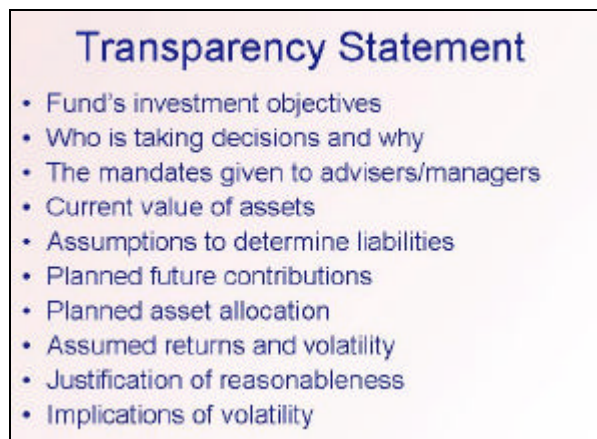 Transparency Statement
• Fund's investment objectives
• Who is taking decisions and why
• The mandates given to advisers/managers
• Current value of assets
• Assumptions to determine liabilities
• Planned future contributions
• Planned asset allocation
• Assumed returns and volatility
• Justification of reasonableness
• Implications of volatility